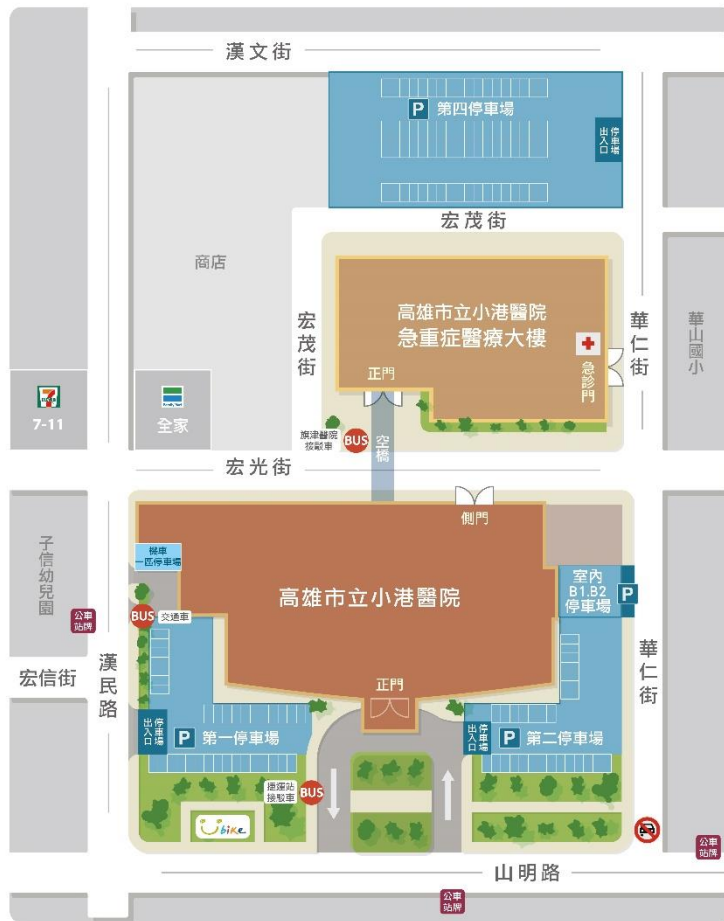 漢文街
P 第四停車場
停車場
出入口
宏茂街
商店
高雄市立小港醫院
急重症醫療大樓
宏茂街
華仁街
華山國小
急診門
正門
7-ELEVEN
7-11
FamilyMart
全家
旗津醫院
接駁車
BUS
空橋
宏光街
側門
子信幼兒園
機車
一匹停車場
高雄市立小港醫院
室內
B1.B2
停車場
P
公車
站牌
BUS 交通車
宏信街
漢民路
華仁街
正門
停車場
出入口
P 第一停車場
停車場
出入口
P 第二停車場
捷運站
接駁車
BUS
Ubike
公車
站牌
山明路
公車
站牌